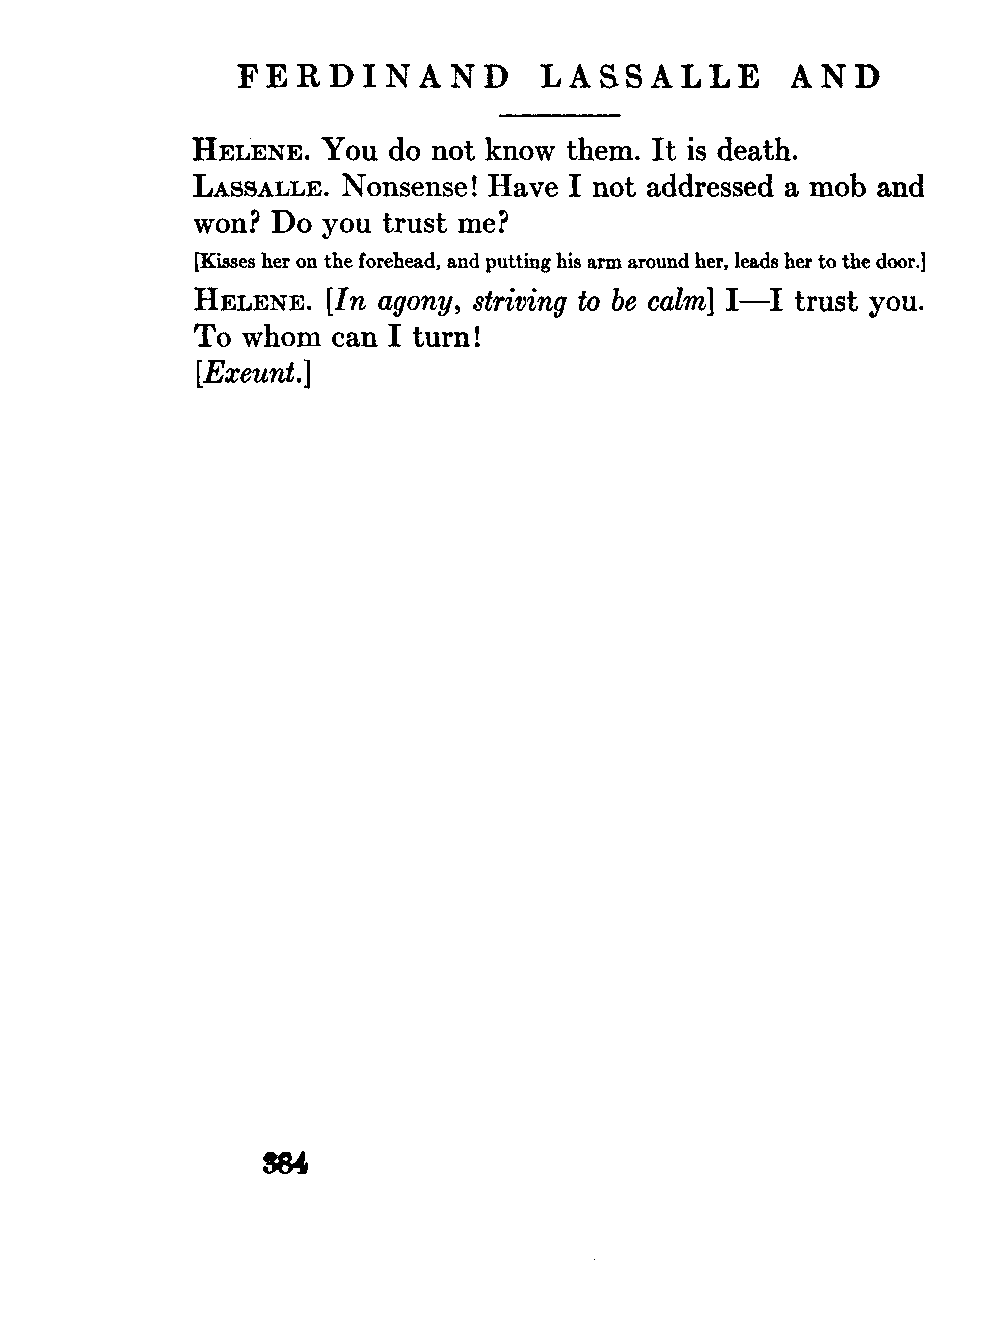 FERDINAND LASSALLE AND
HELENE. You do not know them. It is death.
LASSALLE. Nonsense! Have I not addressed a mob and
won? Do you trust me?
[Kisses her on the forehead, and putting his arm around her, leads her to the door.]
HELENE. [In agony, striving to be calm] I—I trust you.
To whom can I turn!
[Exeunt.]
384